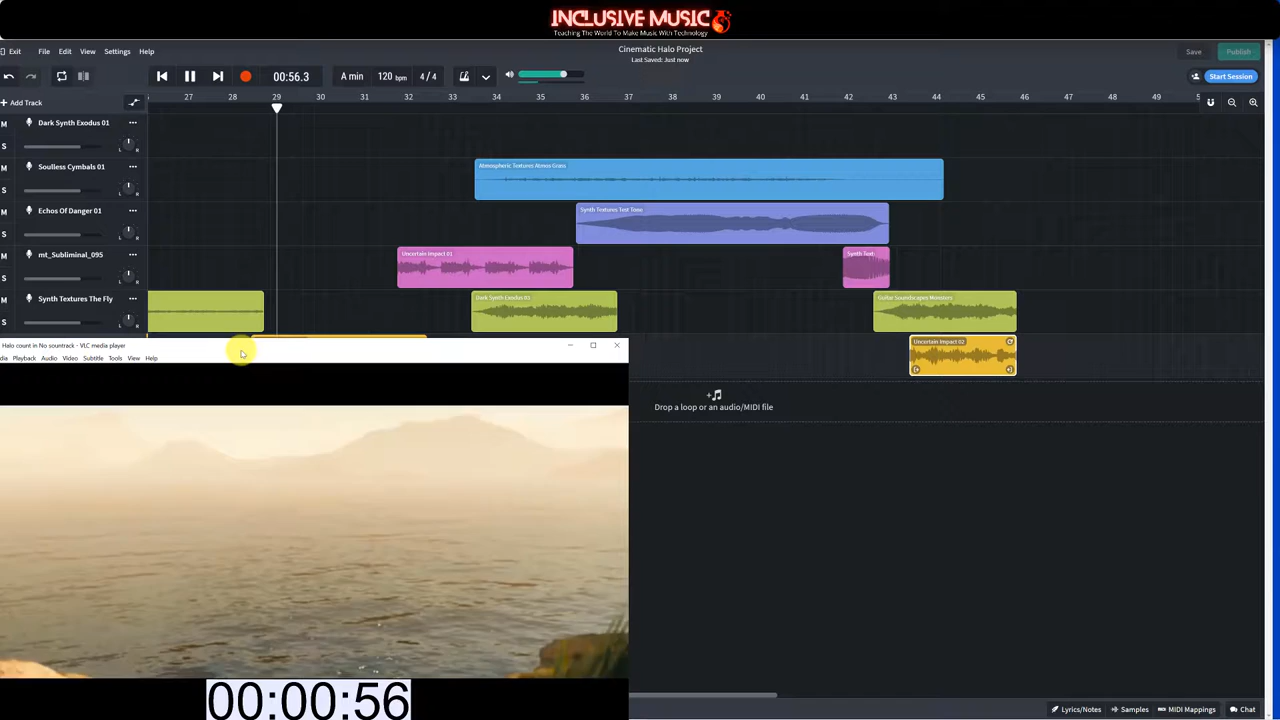 INCLUSIVE MUSIC
Teaching The World To Make Music With Technology
Exit File Edit View Settings Help
Cinematic Halo Project
Last Saved: Just now
Save Publish
00:56.3 A min 120 bpm 4 / 4
Start Session
+ Add Track
27 28 29 30 31 32 33 34 35 36 37 38 39 40 41 42 43 44 45 46 47 48 49
M Dark Synth Exodus 01
S L R
M Soulless Cymbals 01
Atmospheric Textures Atmos Grass
S L R
M Echos Of Danger 01
Synth Textures Test Tone
S L R
M mt_Subliminal_095
Uncertain Impact 01
Synth Text
S L R
M Synth Textures The Fly
Dark Synth Exodus 03
Guitar Soundscapes Monsters
S L R
Uncertain Impact 02
Halo count in No sountrack - VLC media player
dia Playback Audio Video Subtitle Tools View Help
Drop a loop or an audio/MIDI file
00:00:56
Lyrics/Notes Samples MIDI Mappings Chat